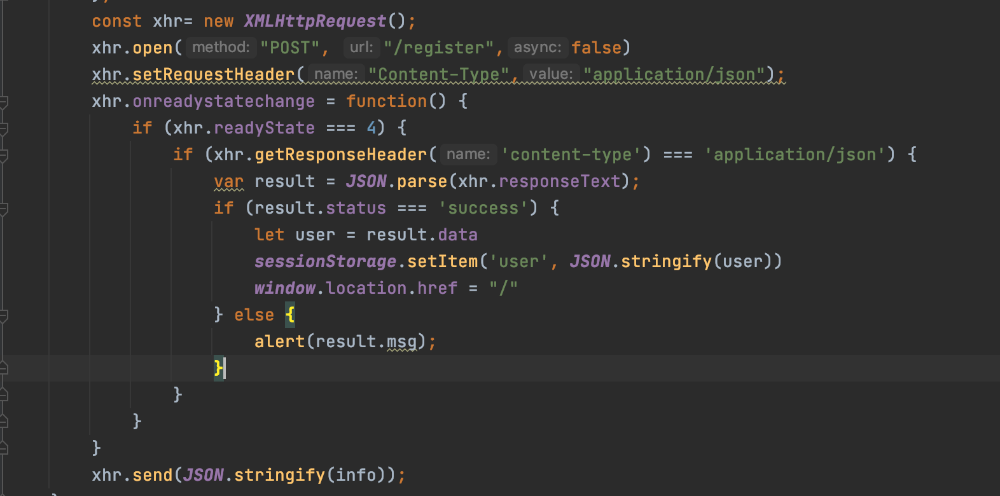 const xhr= new XMLHttpRequest();
xhr.open( method: "POST", url: "/register", async: false)
xhr.setRequestHeader( name: "Content-Type", value: "application/json");
xhr.onreadystatechange = function() {
if (xhr.readyState === 4) {
if (xhr.getResponseHeader( name: 'content-type') === 'application/json') {
var result = JSON.parse(xhr.responseText);
if (result.status === 'success') {
let user = result.data
sessionStorage.setItem('user', JSON.stringify(user))
window.location.href = "/"
} else {
alert(result.msg);
}
}
}
}
xhr.send(JSON.stringify(info));